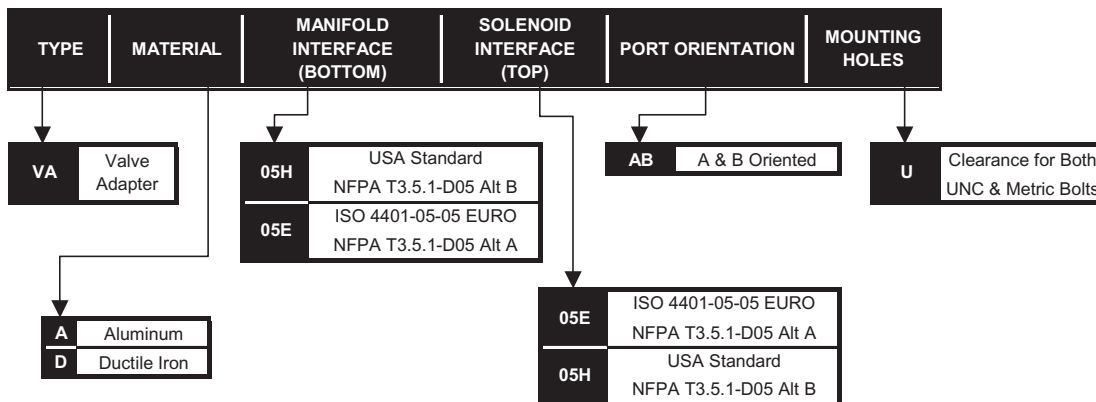 TYPE
MATERIAL
MANIFOLD
INTERFACE
(BOTTOM)
SOLENOID
INTERFACE
(TOP)
PORT ORIENTATION
MOUNTING
HOLES
VA
Valve
Adapter
05H
USA Standard
NFPA T3.5.1-D05 Alt B
05E
ISO 4401-05-05 EURO
NFPA T3.5.1-D05 Alt A
AB
A & B Oriented
U
Clearance for Both
UNC & Metric Bolts
A
Aluminum
D
Ductile Iron
05E
ISO 4401-05-05 EURO
NFPA T3.5.1-D05 Alt A
05H
USA Standard
NFPA T3.5.1-D05 Alt B